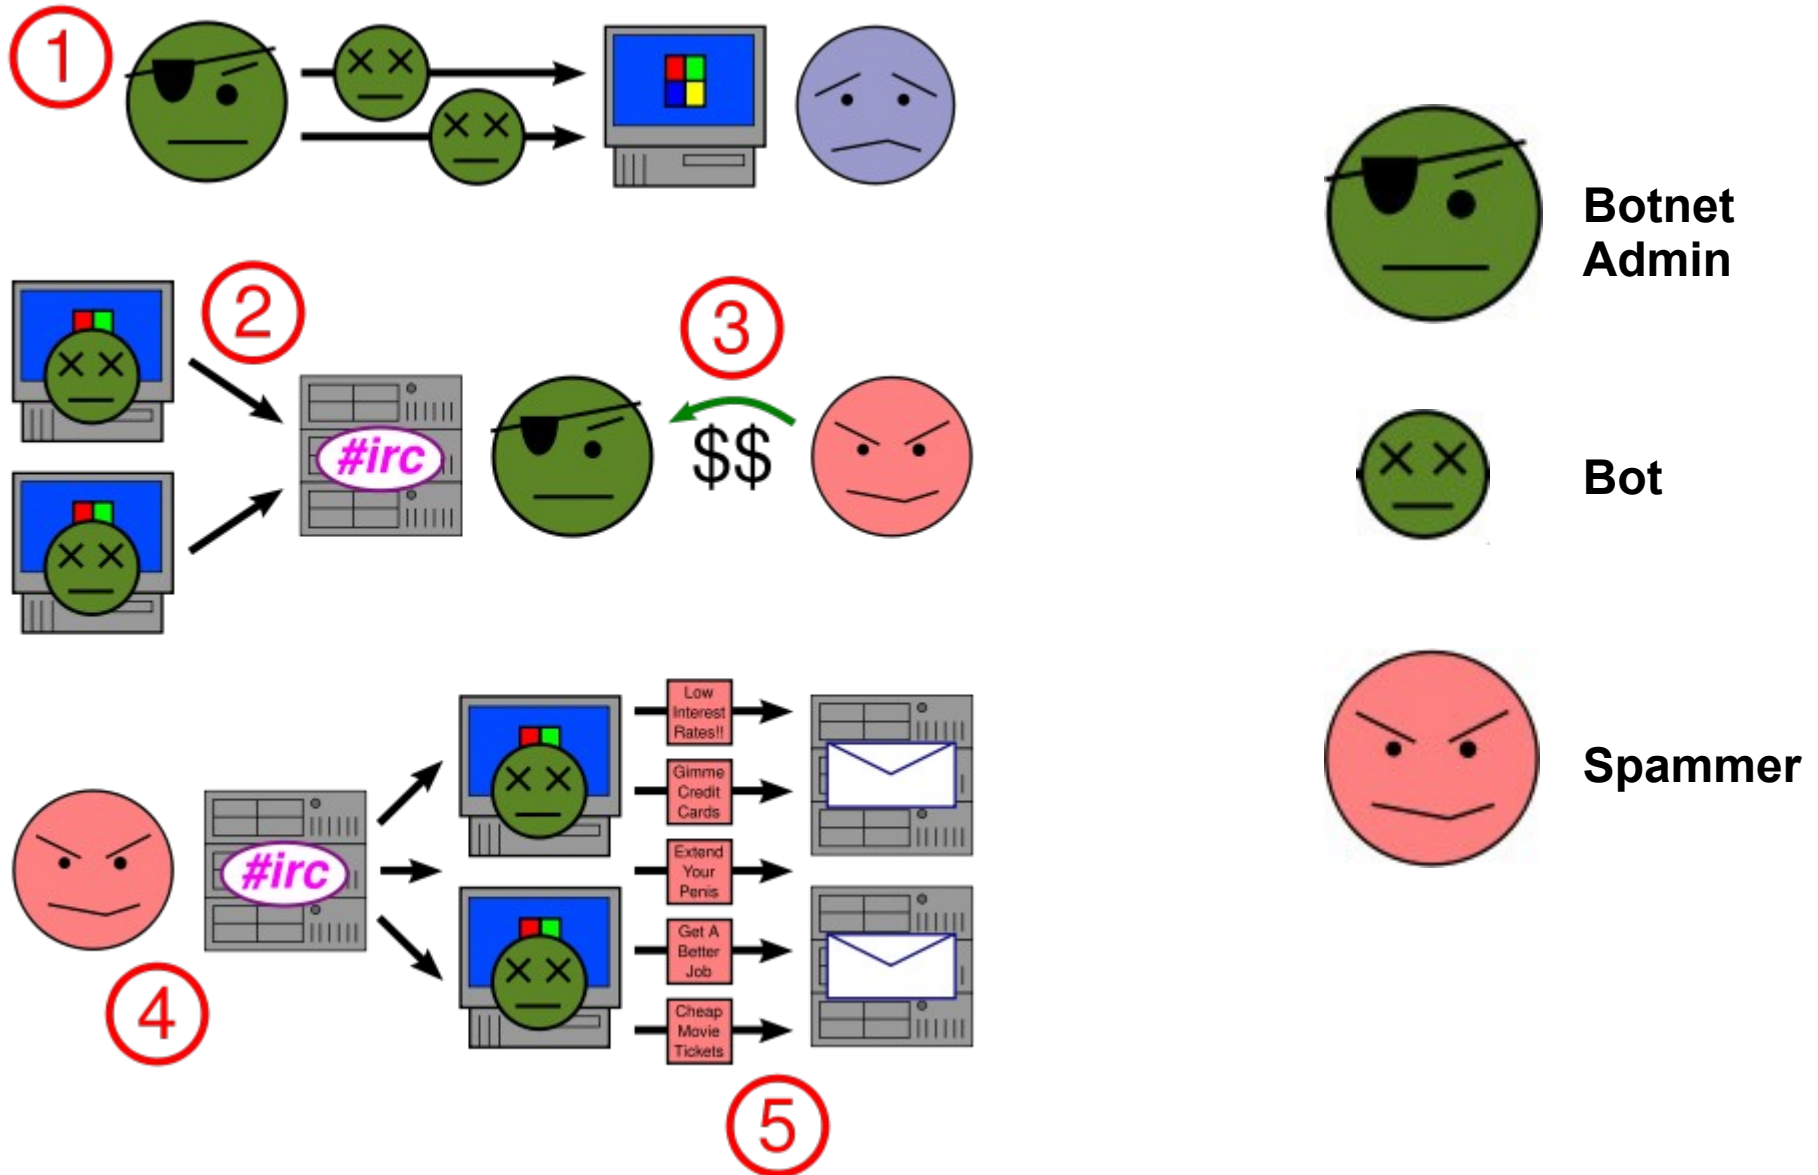 1
Botnet
Admin
2
3
#irc
$$
Bot
Low
Interest
Rates!!
Gimme
Credit
Cards
Extend
Your
Penis
Get A
Better
Job
Cheap
Movie
Tickets
Spammer
#irc
4
5